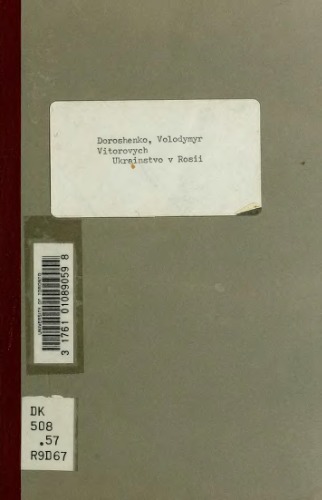 Doroshenko, Volodymyr
Vitorovych
Ukrainstvo v Rosii
UNIVERSITY OF TORONTO
3 1761 01089059 8
DK
508
.57
R9D67